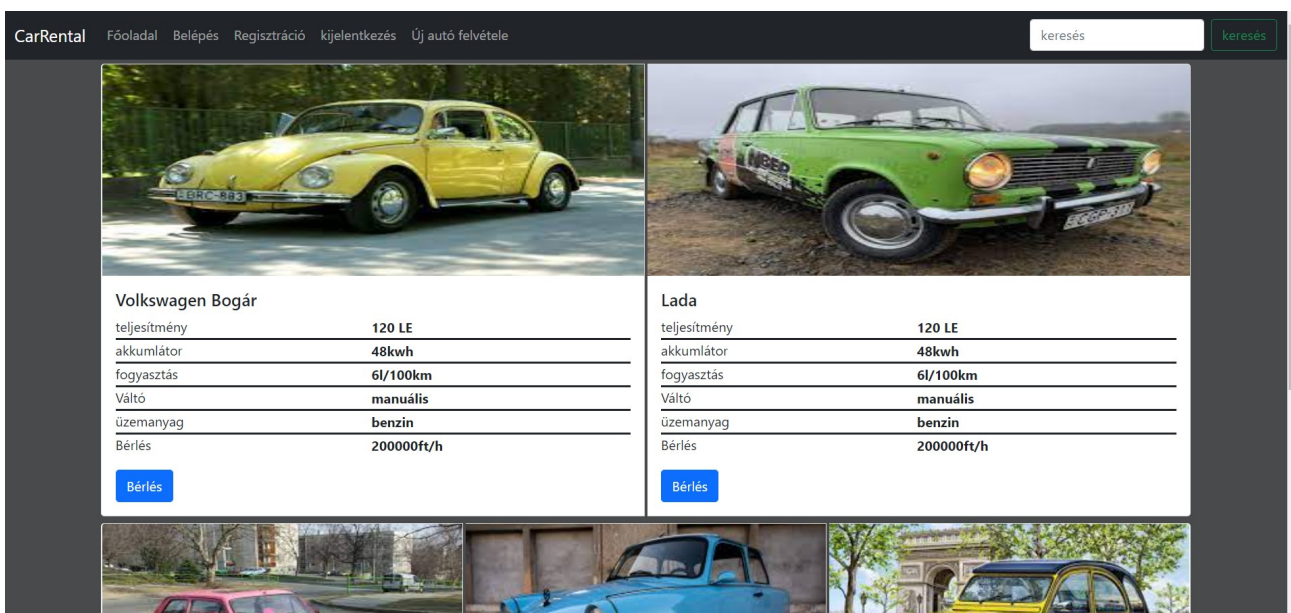 CarRental Főoladal Belépés Regisztráció kijelentkezés Új autó felvétele keresés keresés
BRC-883
Volkswagen Bogár
teljesítmény 120 LE
akkumlátor 48kwh
fogyasztás 6l/100km
Váltó manuális
üzemanyag benzin
Bérlés 200000ft/h
Bérlés
Lada
teljesítmény 120 LE
akkumlátor 48kwh
fogyasztás 6l/100km
Váltó manuális
üzemanyag benzin
Bérlés 200000ft/h
Bérlés